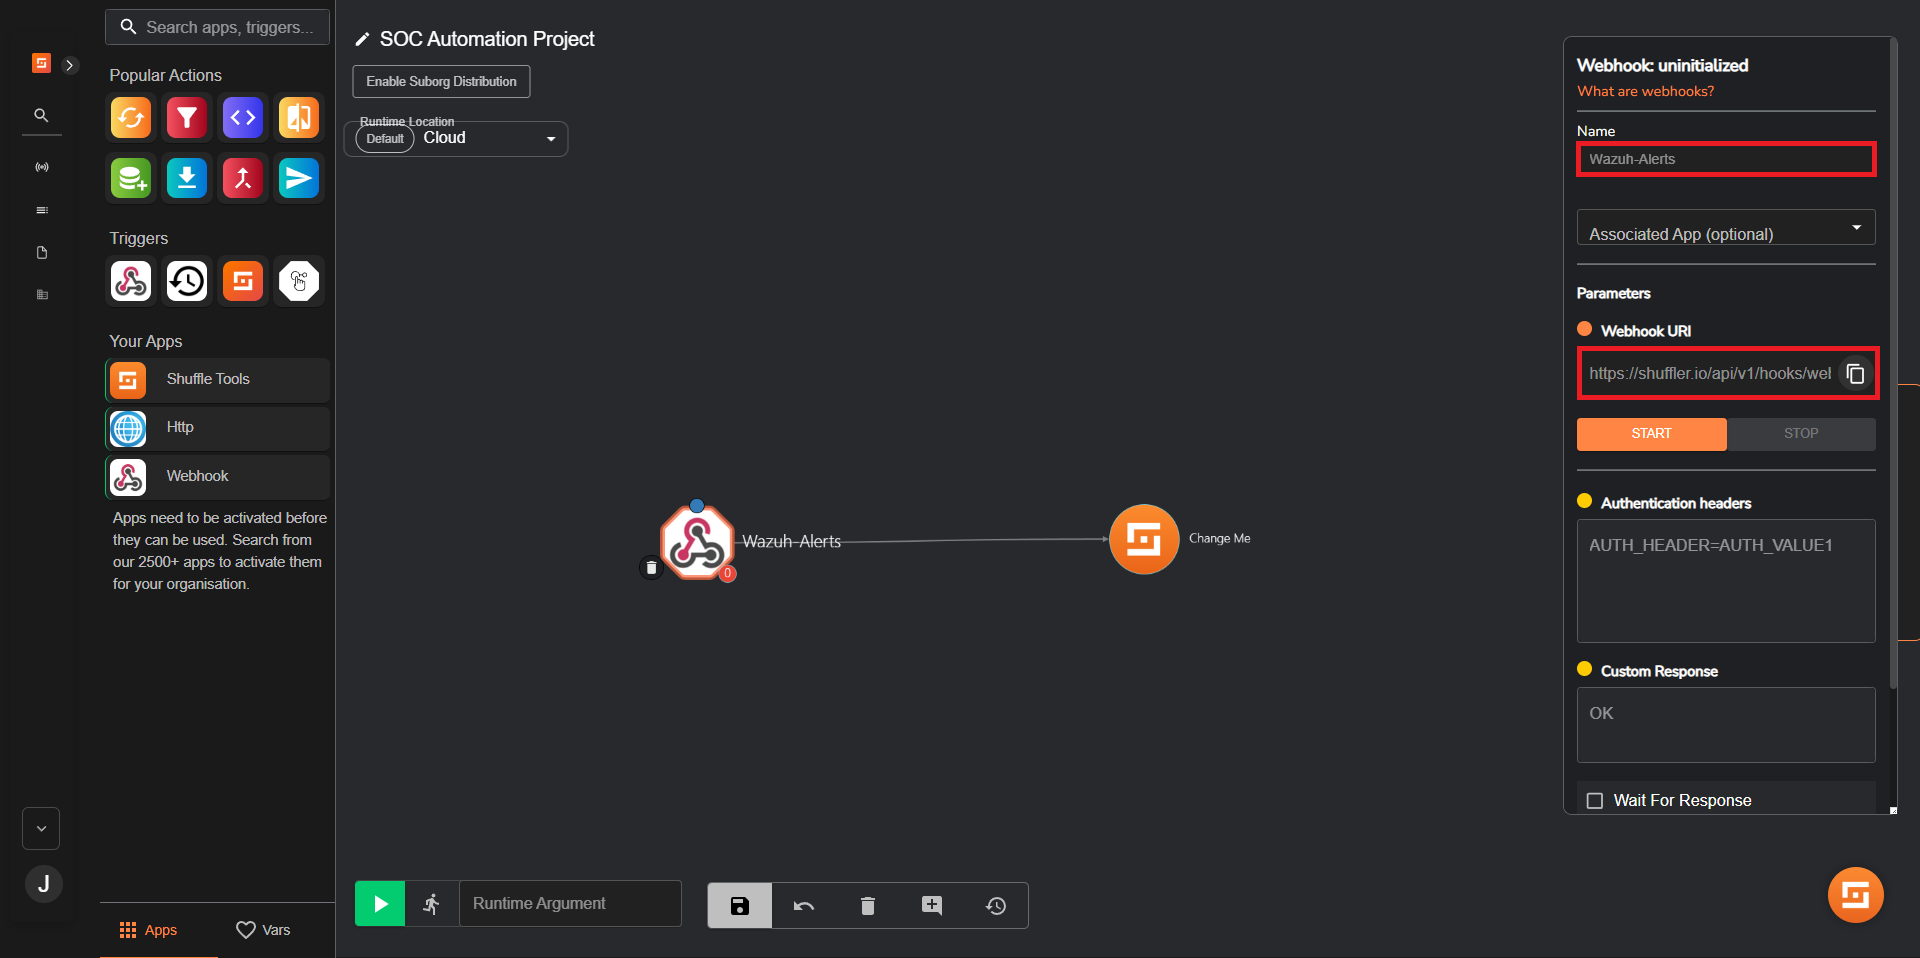 Search apps, triggers...
Popular Actions
Triggers
Your Apps
Shuffle Tools
Http
Webhook
Apps need to be activated before
they can be used. Search from
our 2500+ apps to activate them
for your organisation.
J
Apps
Vars
SOC Automation Project
Enable Suborg Distribution
Runtime Location
Default
Cloud
Wazuh-Alerts
0
Change Me
Runtime Argument
Webhook: uninitialized
What are webhooks?
Name
Wazuh-Alerts
Associated App (optional)
Parameters
Webhook URI
https://shuffler.io/api/v1/hooks/wel
START
STOP
Authentication headers
AUTH_HEADER=AUTH_VALUE1
Custom Response
OK
Wait For Response